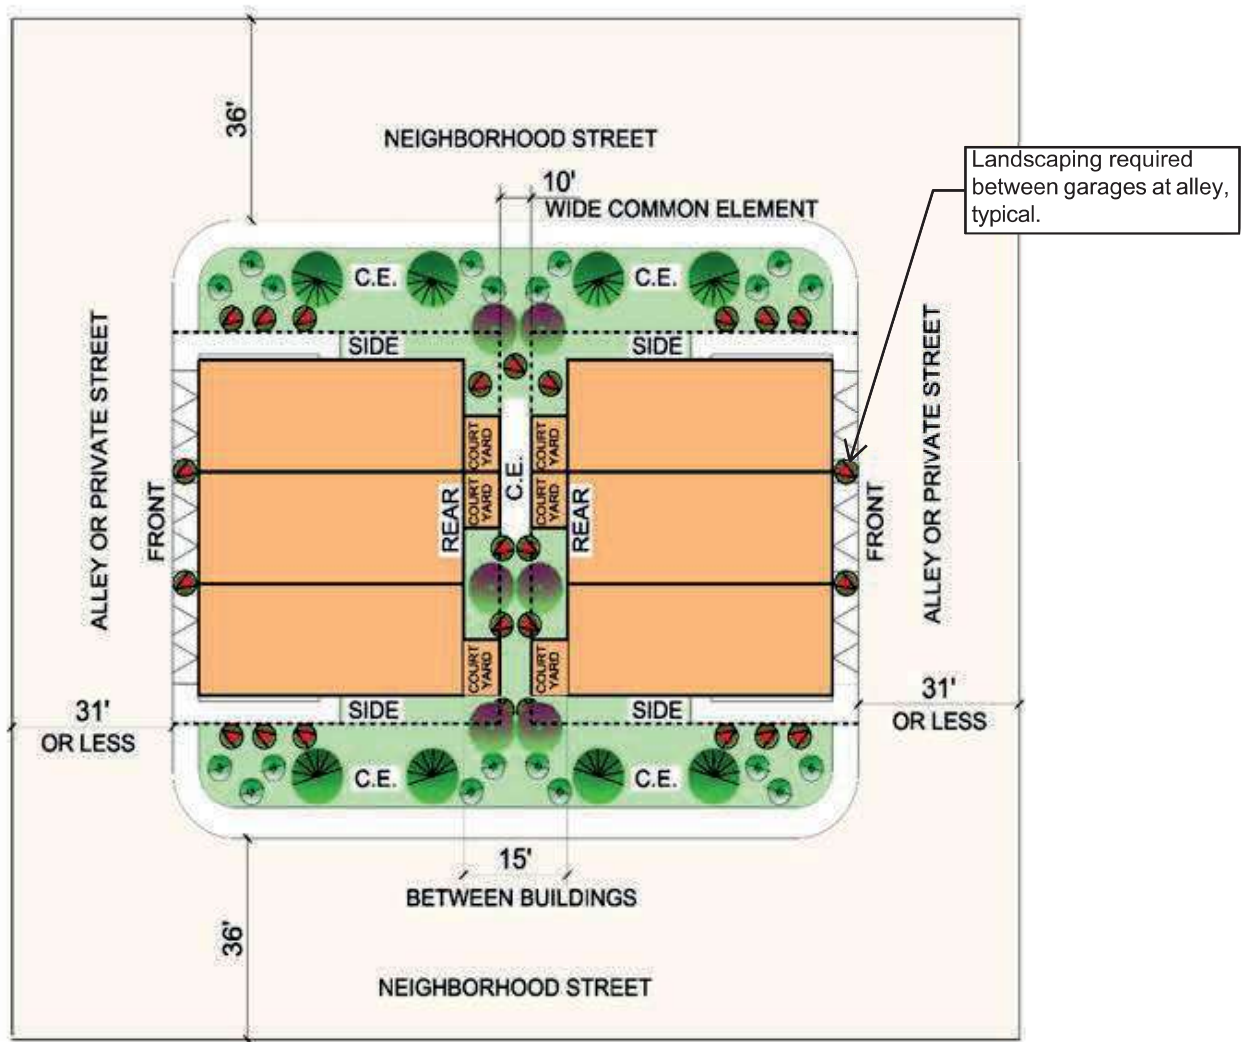 36'
NEIGHBORHOOD STREET
10'
WIDE COMMON ELEMENT
Landscaping required
between garages at alley,
typical.
C.E.
C.E.
SIDE
SIDE
ALLEY OR PRIVATE STREET
FRONT
REAR
COURT
YARD
COURT
YARD
C.E.
COURT
YARD
COURT
YARD
REAR
FRONT
ALLEY OR PRIVATE STREET
COURT
YARD
COURT
YARD
31'
OR LESS
SIDE
SIDE
31'
OR LESS
C.E.
C.E.
15'
BETWEEN BUILDINGS
36'
NEIGHBORHOOD STREET